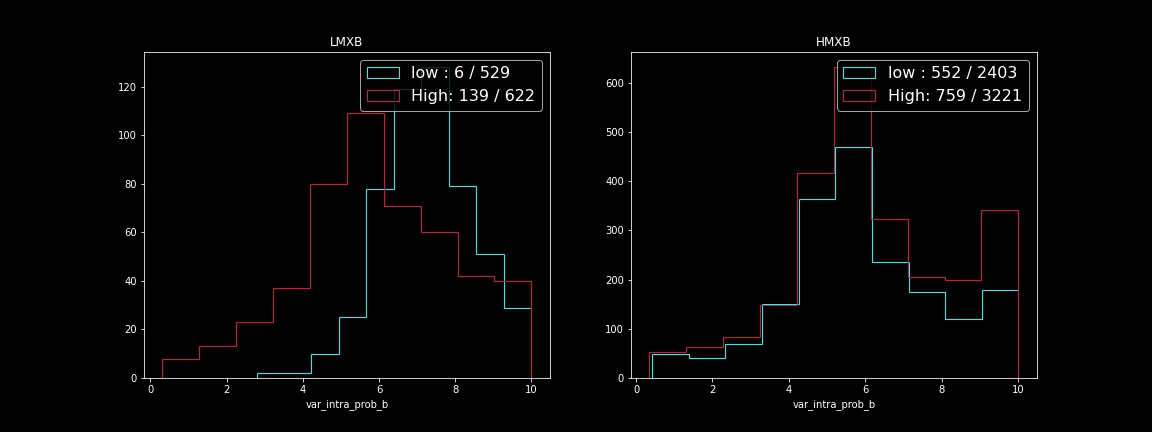 LMXB
low : 6 / 529
High: 139 / 622
120
100
80
60
40
20
0
0 2 4 6 8 10
var_intra_prob_b
HMXB
low : 552 / 2403
High: 759 / 3221
600
500
400
300
200
100
0
0 2 4 6 8 10
var_intra_prob_b